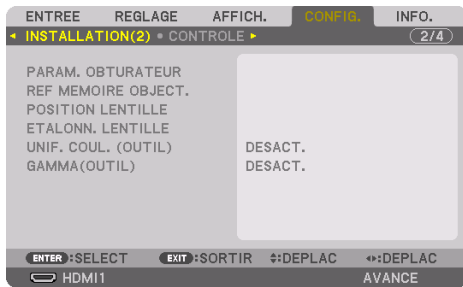 ENTREE REGLAGE AFFICH. CONFIG. INFO.
INSTALLATION(2) CONTROLE 2/4
PARAM. OBTURATEUR
REF MEMOIRE OBJECT.
POSITION LENTILLE
ETALONN. LENTILLE
UNIF. COUL. (OUTIL) DESACT.
GAMMA(OUTIL) DESACT.
ENTER :SELECT EXIT :SORTIR :DEPLAC :DEPLAC
HDMI1 AVANCE